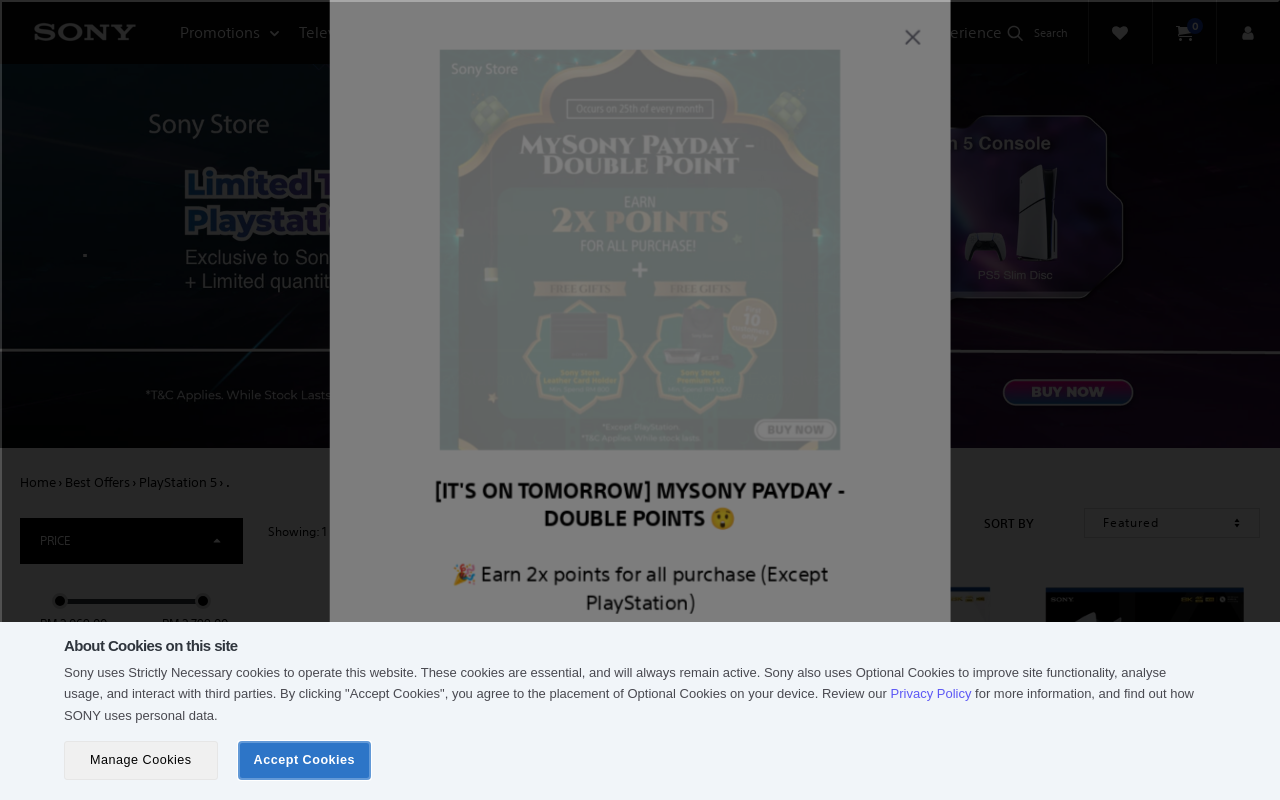 SONY
Promotions
Search
0
Sony Store
Exclusive to Son
+ Limited quantit
*T&C Applies. While Stock Lasts
Limited T
Playstation
Sony Store
Occurs on 25th of every month
MySony Payday -
Double Point
EARN
2X POINTS
FOR ALL PURCHASE!
+
FREE GIFTS
FREE GIFTS
10
Sony Store
Leather Card Holder
Sony Store
Premium Set
*Except PlayStation.
*T&C Applies. While stock lasts.
BUY NOW
5 Console
PS5 Slim Disc
BUY NOW
Home › Best Offers › PlayStation 5 › .
PRICE
Showing: 1
SORT BY
Featured
[IT'S ON TOMORROW] MYSONY PAYDAY -
DOUBLE POINTS 😲
🎉 Earn 2x points for all purchase (Except
PlayStation)
SONY
About Cookies on this site
Sony uses Strictly Necessary cookies to operate this website. These cookies are essential, and will always remain active. Sony also uses Optional Cookies to improve site functionality, analyse
usage, and interact with third parties. By clicking "Accept Cookies", you agree to the placement of Optional Cookies on your device. Review our Privacy Policy for more information, and find out how
SONY uses personal data.
Manage Cookies
Accept Cookies